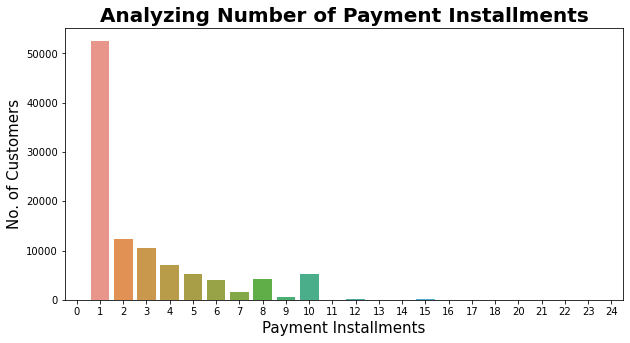 Analyzing Number of Payment Installments
No. of Customers
50000
40000
30000
20000
10000
0
0 1 2 3 4 5 6 7 8 9 10 11 12 13 14 15 16 17 18 19 20 21 22 23 24
Payment Installments